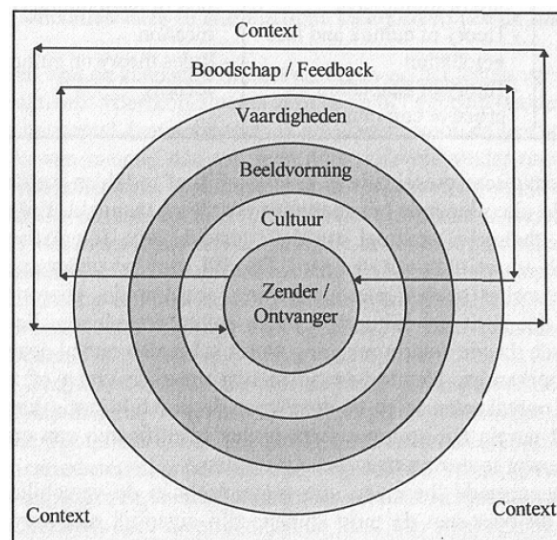 Context
Boodschap / Feedback
Vaardigheden
Beeldvorming
Cultuur
Zender /
Ontvanger
Context
Context